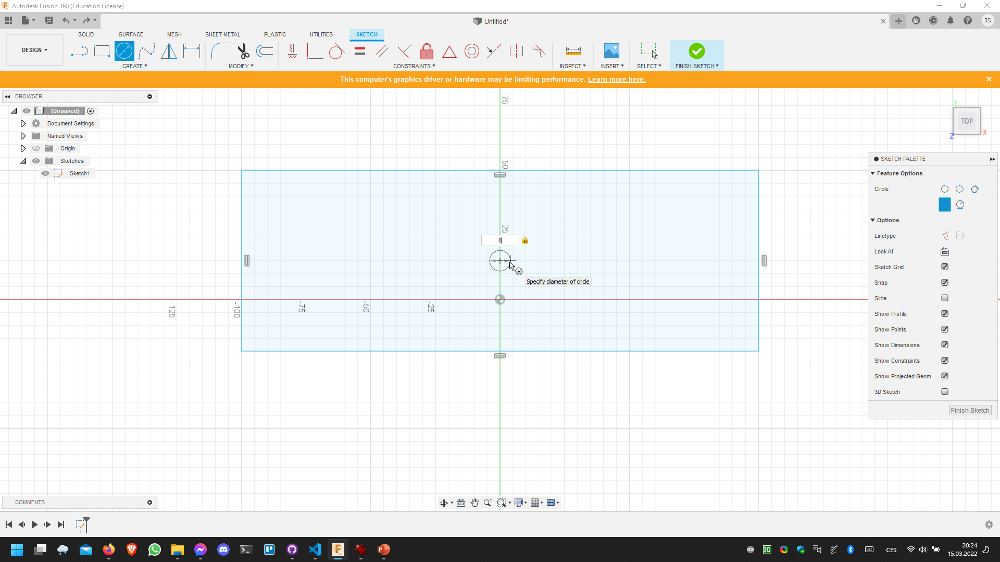 Autodesk Fusion 360 (Education License)
Untitled*
JS
DESIGN
SOLID
SURFACE
MESH
SHEET METAL
PLASTIC
UTILITIES
SKETCH
CREATE
MODIFY
CONSTRAINTS
INSPECT
INSERT
SELECT
FINISH SKETCH
This computer's graphics driver or hardware may be limiting performance. Learn more here.
BROWSER
(Unsaved)
Document Settings
Named Views
Origin
Sketches
Sketch1
75
50
25
8
Specify diameter of circle
-125
-100
-75
-50
-25
Y
TOP
X
Z
SKETCH PALETTE
Feature Options
Circle
Options
Linetype
Look At
Sketch Grid
Snap
Slice
Show Profile
Show Points
Show Dimensions
Show Constraints
Show Projected Geom...
3D Sketch
Finish Sketch
COMMENTS
CES
20:24
15.03.2022